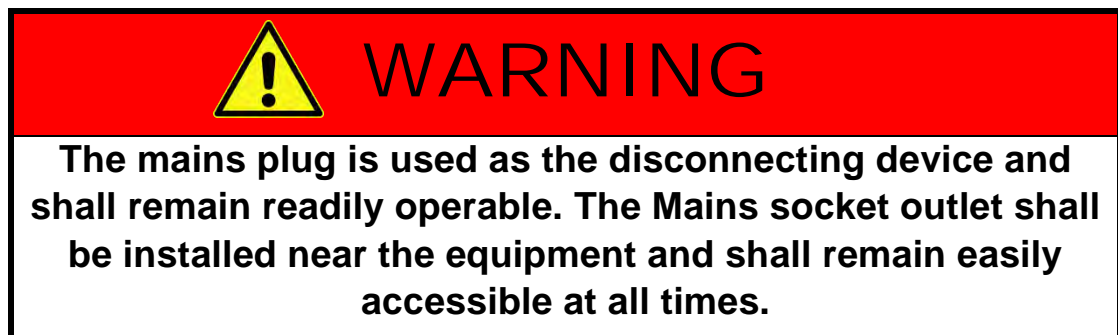 WARNING
The mains plug is used as the disconnecting device and
shall remain readily operable. The Mains socket outlet shall
be installed near the equipment and shall remain easily
accessible at all times.